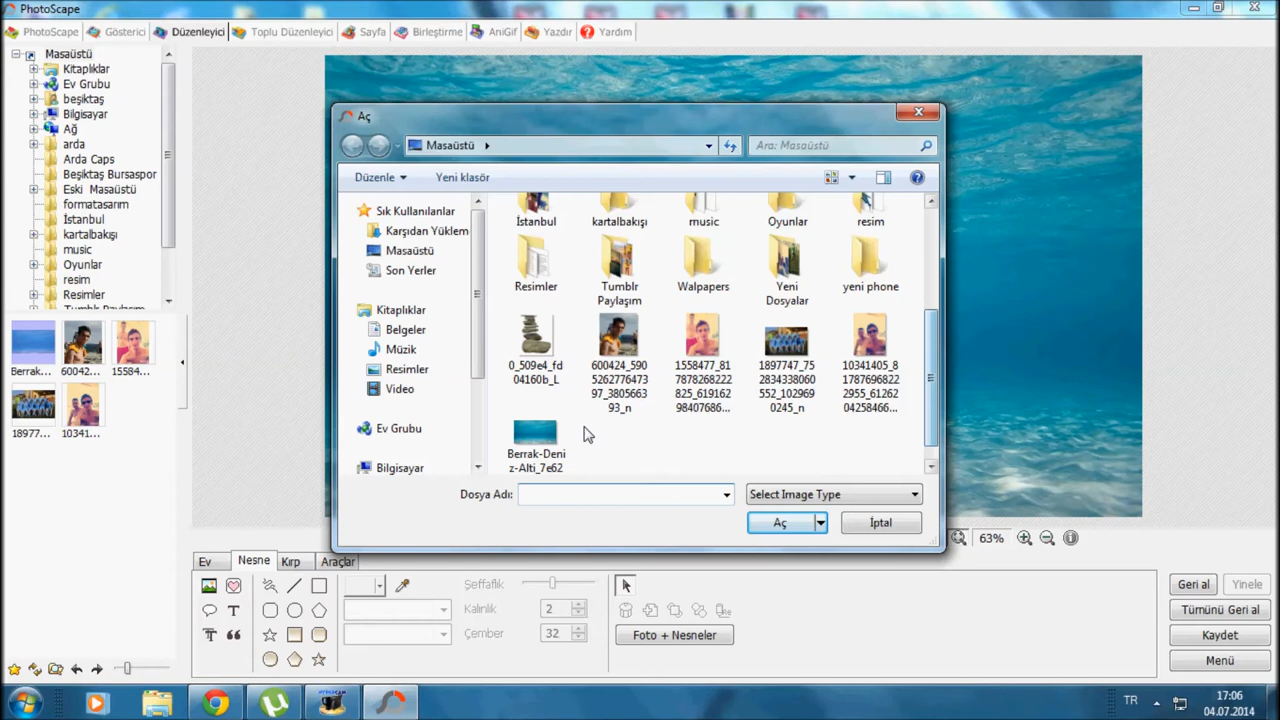 PhotoScape
PhotoScape
Gösterici
Düzenleyici
Toplu Düzenleyici
Sayfa
Birleştirme
AniGif
Yazdır
Yardım
Masaüstü
Kitaplıklar
Ev Grubu
beşiktaş
Bilgisayar
Ağ
arda
Arda Caps
Beşiktaş Bursaspor
Eski Masaüstü
formatasarım
İstanbul
kartalbakışı
music
Oyunlar
resim
Resimler
Tumblr Paylaşım
Berrak...
60042...
15584...
18977...
10341...
Aç
Masaüstü
Ara: Masaüstü
Düzenle
Yeni klasör
Sık Kullanılanlar
Karşıdan Yüklem
Masaüstü
Son Yerler
Kitaplıklar
Belgeler
Müzik
Resimler
Video
Ev Grubu
Bilgisayar
İstanbul
kartalbakışı
music
Oyunlar
resim
Resimler
Tumblr
Paylaşım
Walpapers
Yeni
Dosyalar
yeni phone
0_509e4_fd
04160b_L
600424_590
5262776473
97_3805663
93_n
1558477_81
7878268222
825_619162
98407686...
1897747_75
2834338060
552_102969
0245_n
10341405_8
1787696822
2955_61262
04258466...
Berrak-Deni
z-Alti_7e62
Dosya Adı:
Select Image Type
Aç
İptal
63%
Ev
Nesne
Kırp
Araçlar
Şeffaflık
Kalınlık
2
Çember
32
Foto + Nesneler
Geri al
Yinele
Tümünü Geri al
Kaydet
Menü
TR
17:06
04.07.2014